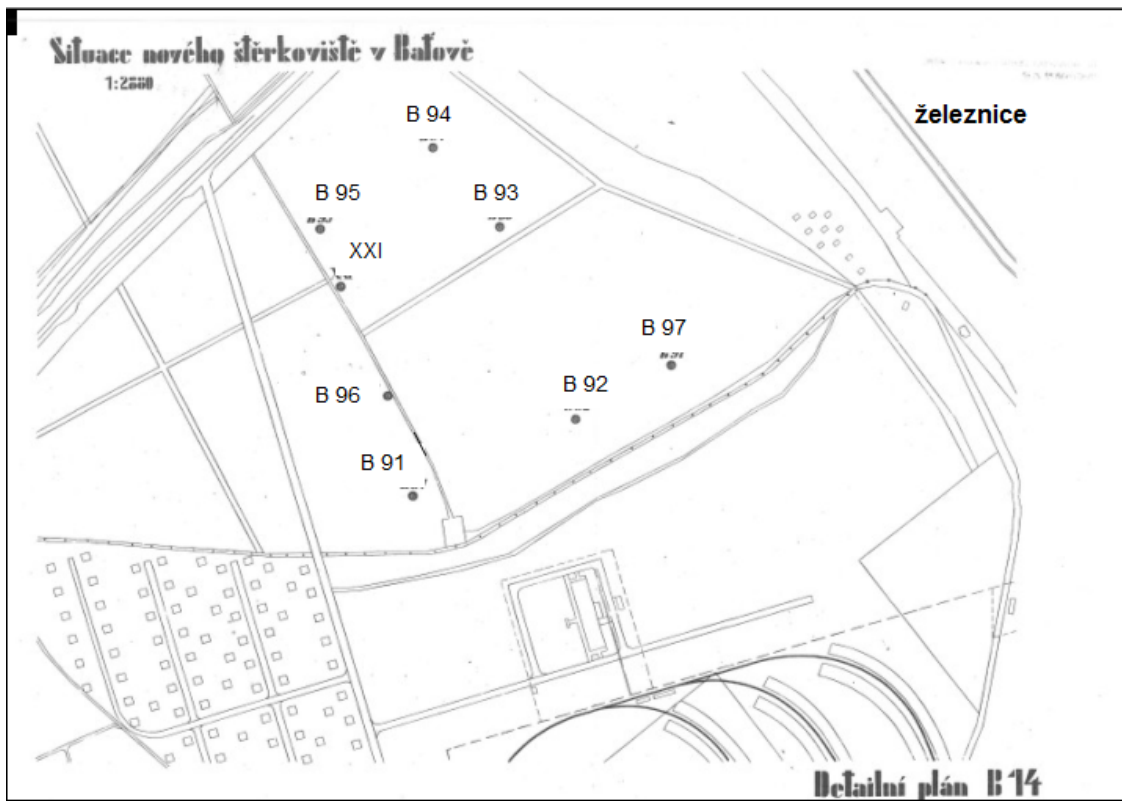 Situace nového štěrkoviště v Baťově
1:2880
železnice
B 94
B 95
B 93
XXI
B 97
B 92
B 96
B 91
Detailní plán B 14